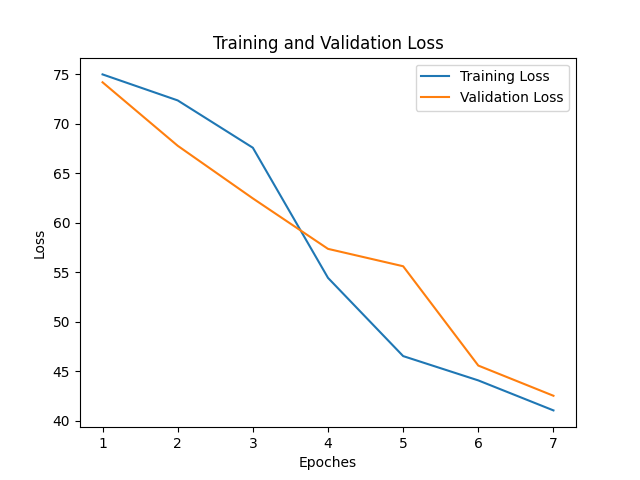 Training and Validation Loss
Training Loss
Validation Loss
75
70
65
60
55
50
45
40
Loss
1 2 3 4 5 6 7
Epoches